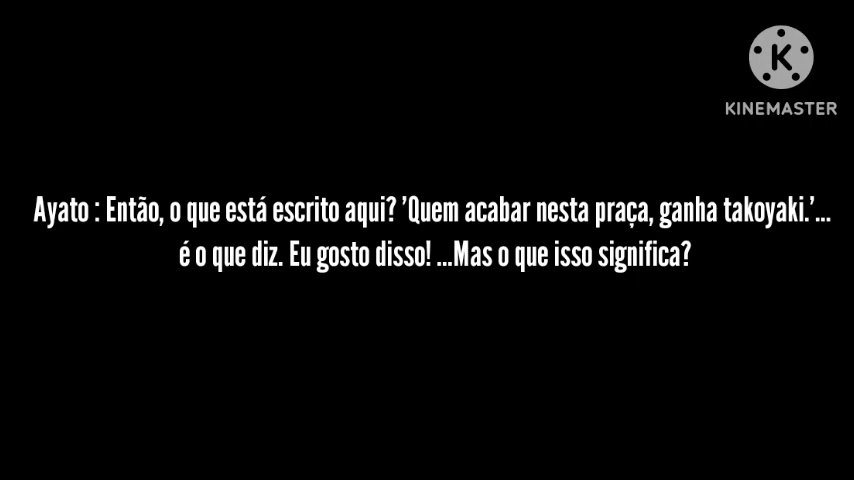 KINEMASTER
Ayato : Então, o que está escrito aqui? 'Quem acabar nesta praça, ganha takoyaki.'...
é o que diz. Eu gosto disso! ...Mas o que isso significa?